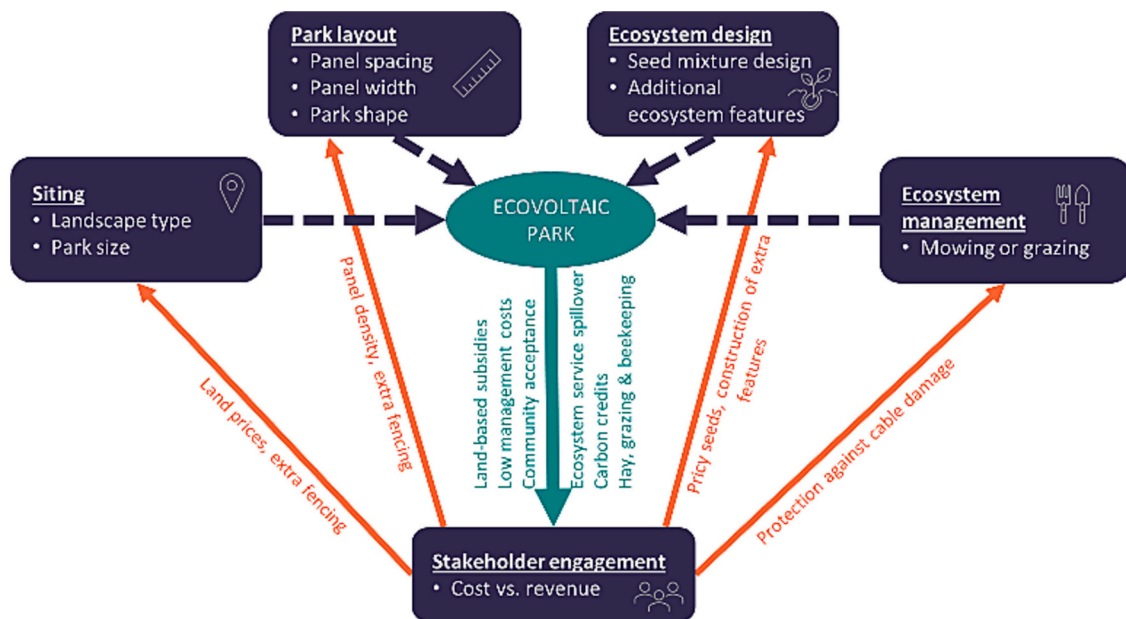 Park layout
• Panel spacing
• Panel width
• Park shape
Ecosystem design
• Seed mixture design
• Additional
ecosystem features
Siting
• Landscape type
• Park size
ECOVOLTAIC
PARK
Ecosystem
management
• Mowing or grazing
Land prices, extra fencing
Panel density, extra fencing
Land-based subsidies
Low management costs
Community acceptance
Ecosystem service spillover
Carbon credits
Hay, grazing & beekeeping
Pricy seeds, construction of extra
features
Protection against cable damage
Stakeholder engagement
• Cost vs. revenue